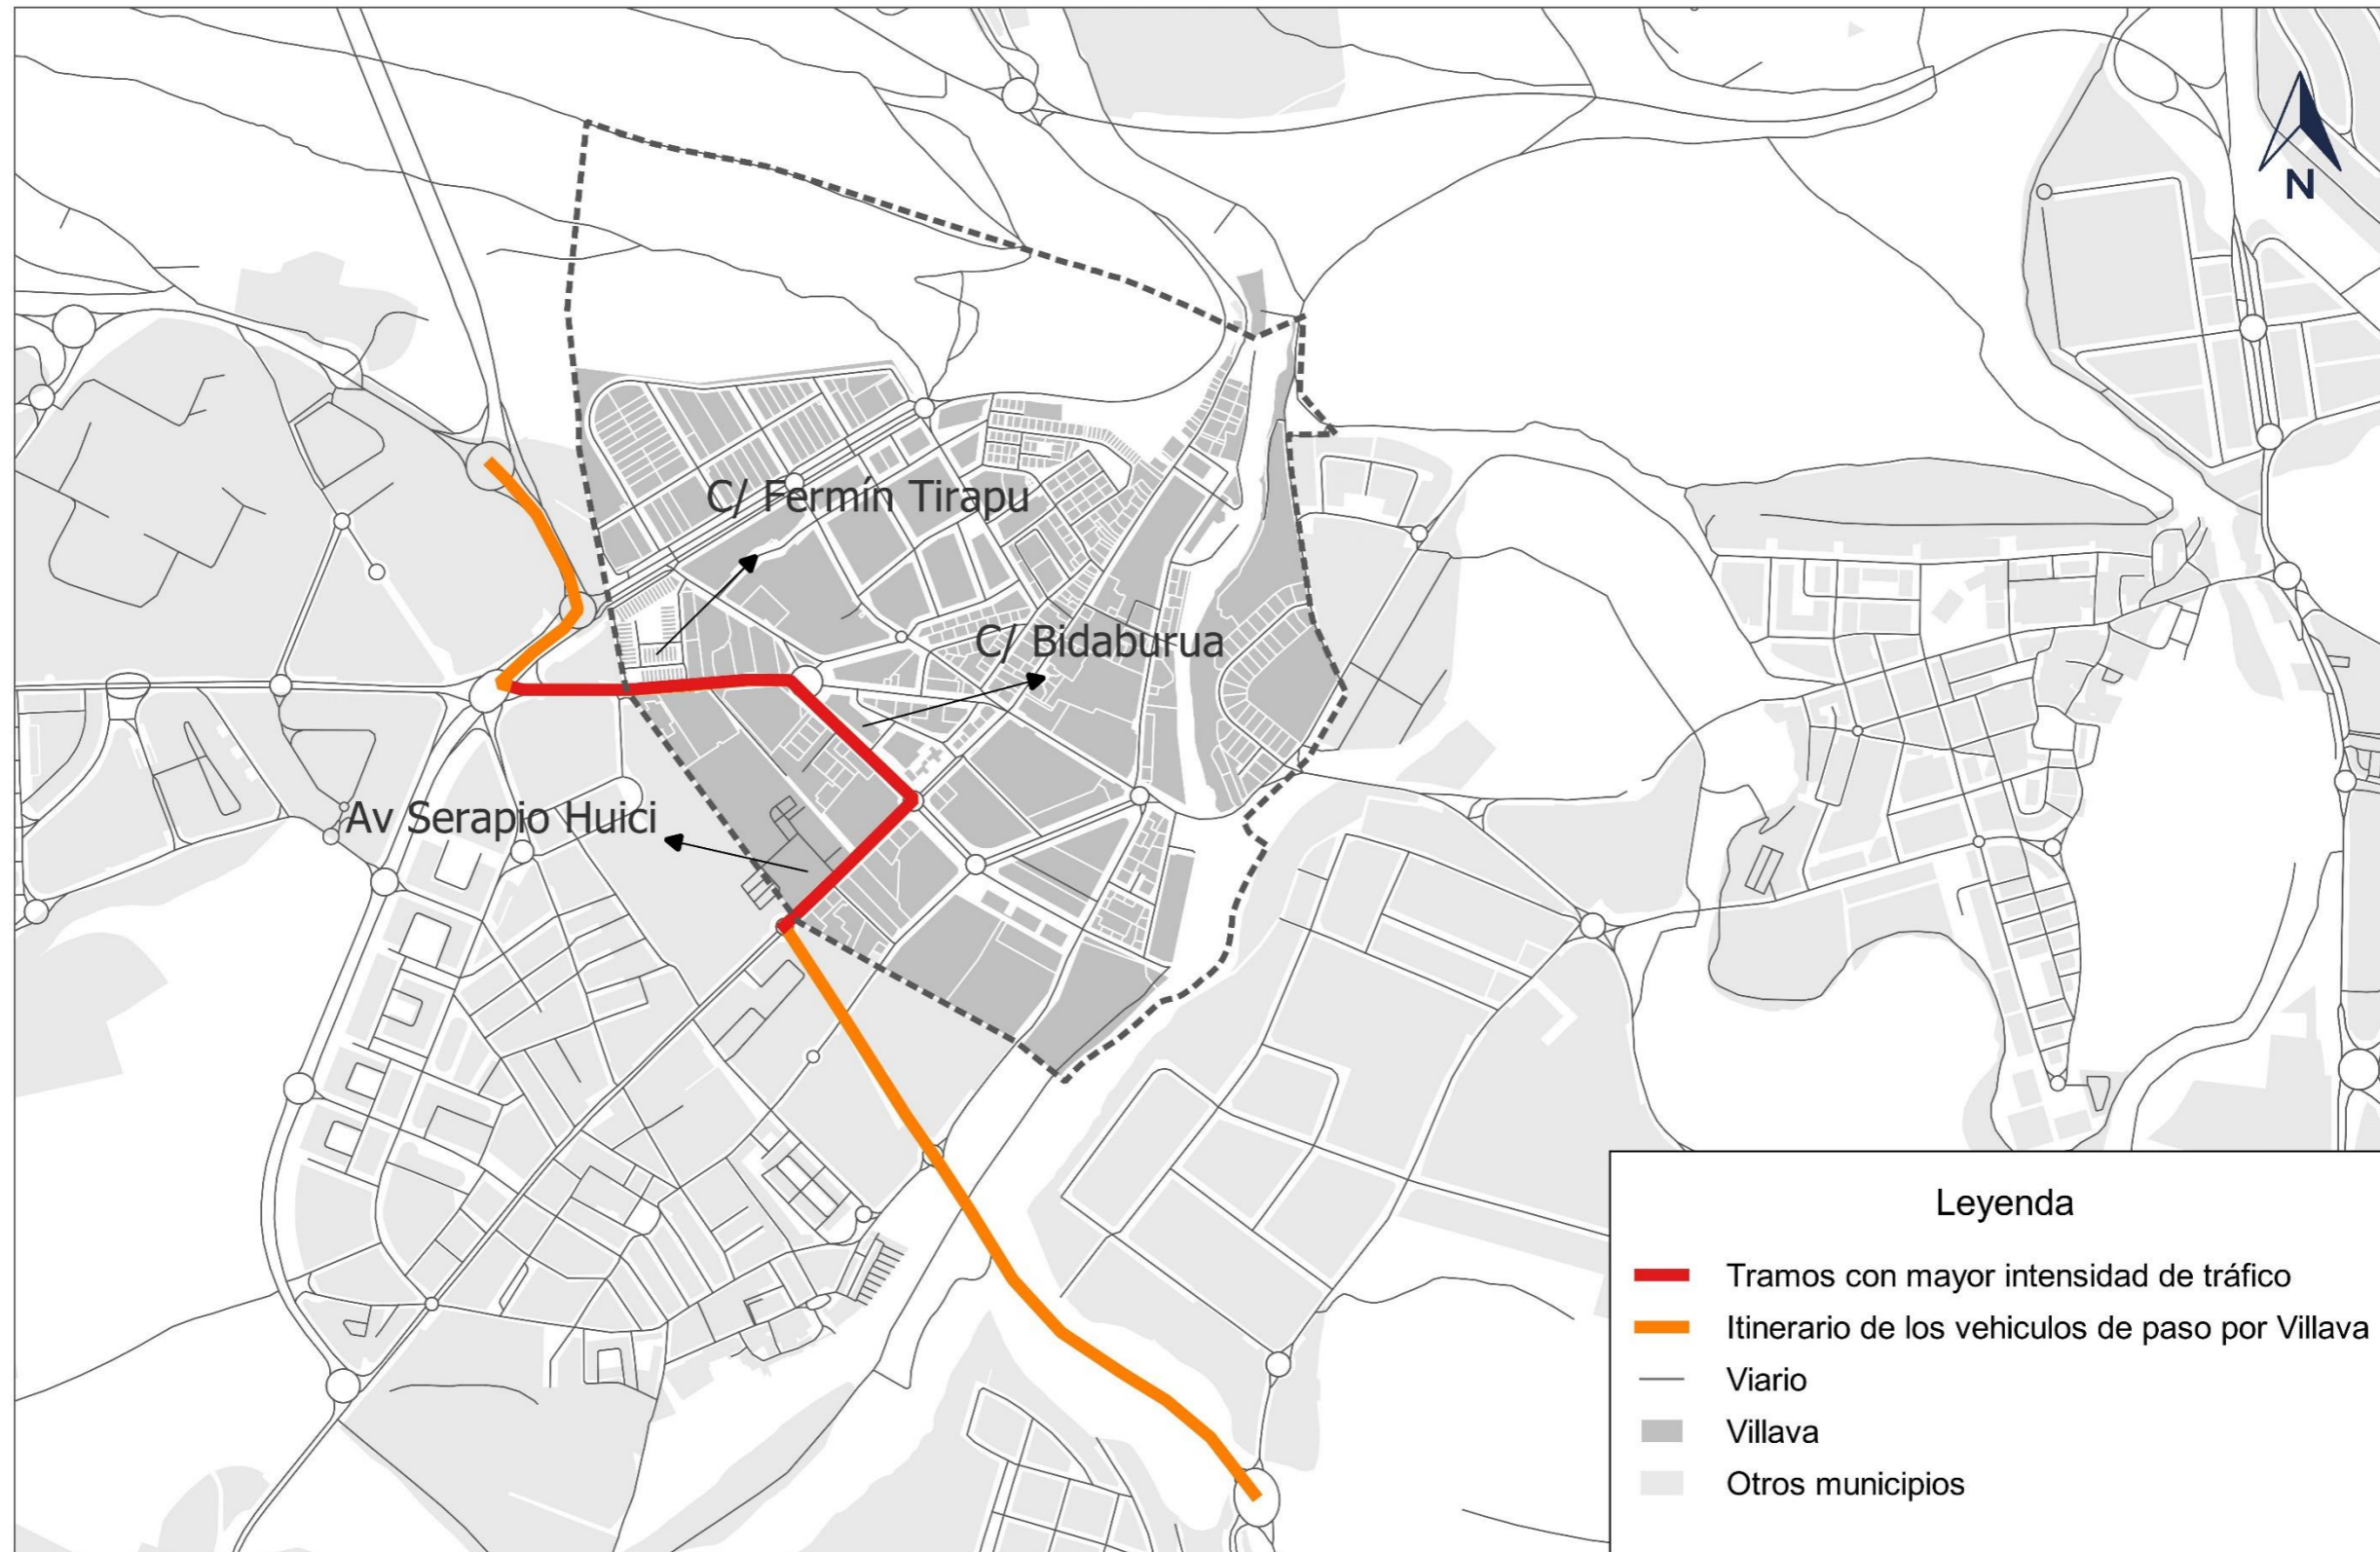 N
C/ Fermín Tirapu
C/ Bidaburua
Av Serapio Huici
Leyenda
Tramos con mayor intensidad de tráfico
Itinerario de los vehiculos de paso por Villava
Viario
Villava
Otros municipios